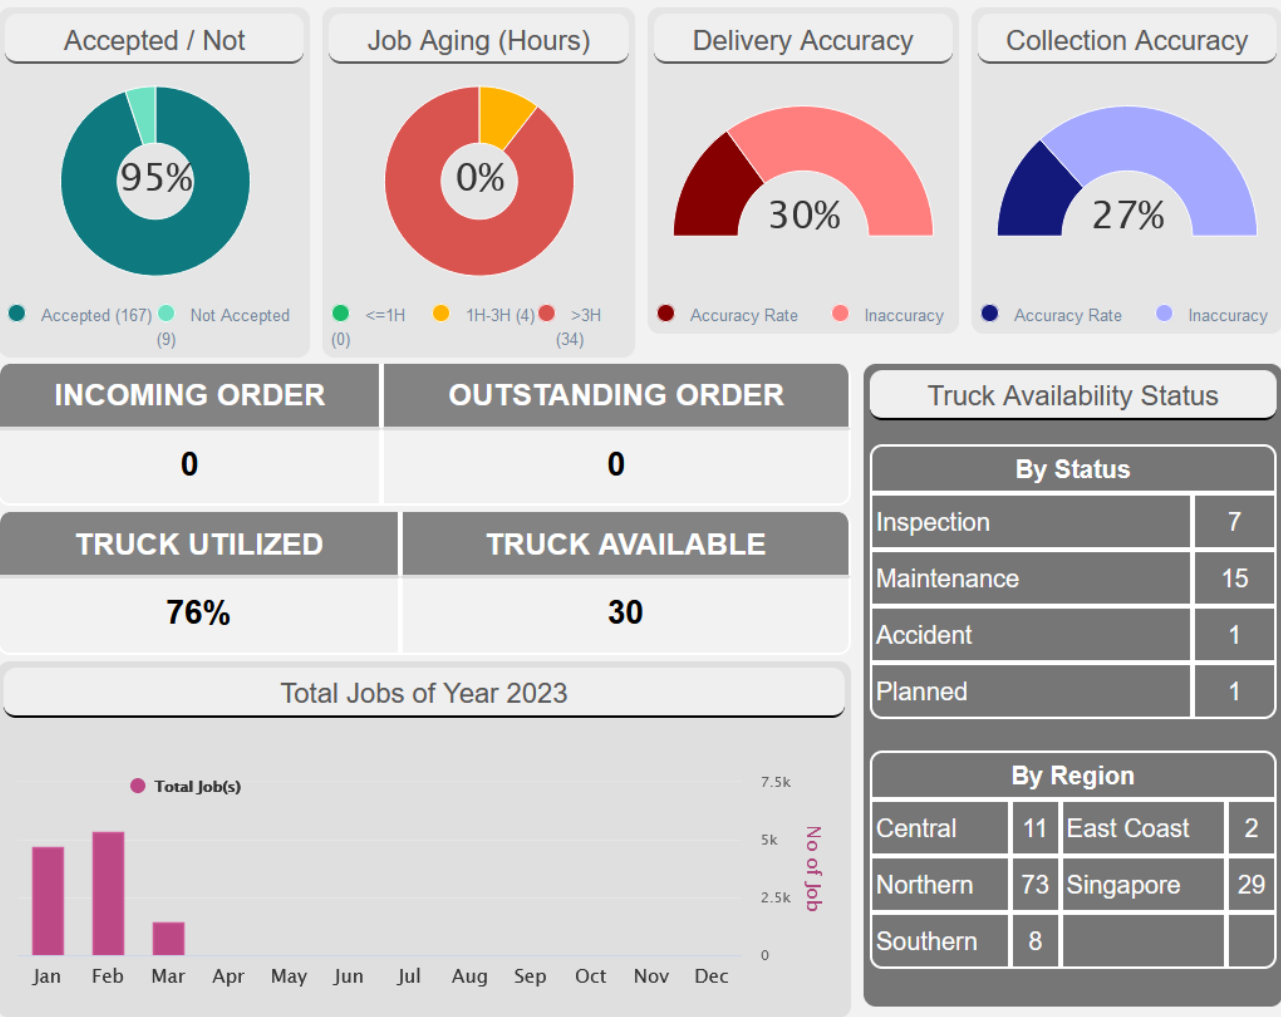 Accepted / Not
95%
Accepted (167)
Not Accepted
(9)
Job Aging (Hours)
0%
<=1H
(0)
1H-3H (4)
>3H
(34)
Delivery Accuracy
30%
Accuracy Rate
Inaccuracy
Collection Accuracy
27%
Accuracy Rate
Inaccuracy
INCOMING ORDER
OUTSTANDING ORDER
0
0
TRUCK UTILIZED
TRUCK AVAILABLE
76%
30
Total Jobs of Year 2023
Total Job(s)
7.5k
5k
2.5k
0
No of Job
Jan Feb Mar Apr May Jun Jul Aug Sep Oct Nov Dec
Truck Availability Status
By Status
Inspection 7
Maintenance 15
Accident 1
Planned 1
By Region
Central 11 East Coast 2
Northern 73 Singapore 29
Southern 8